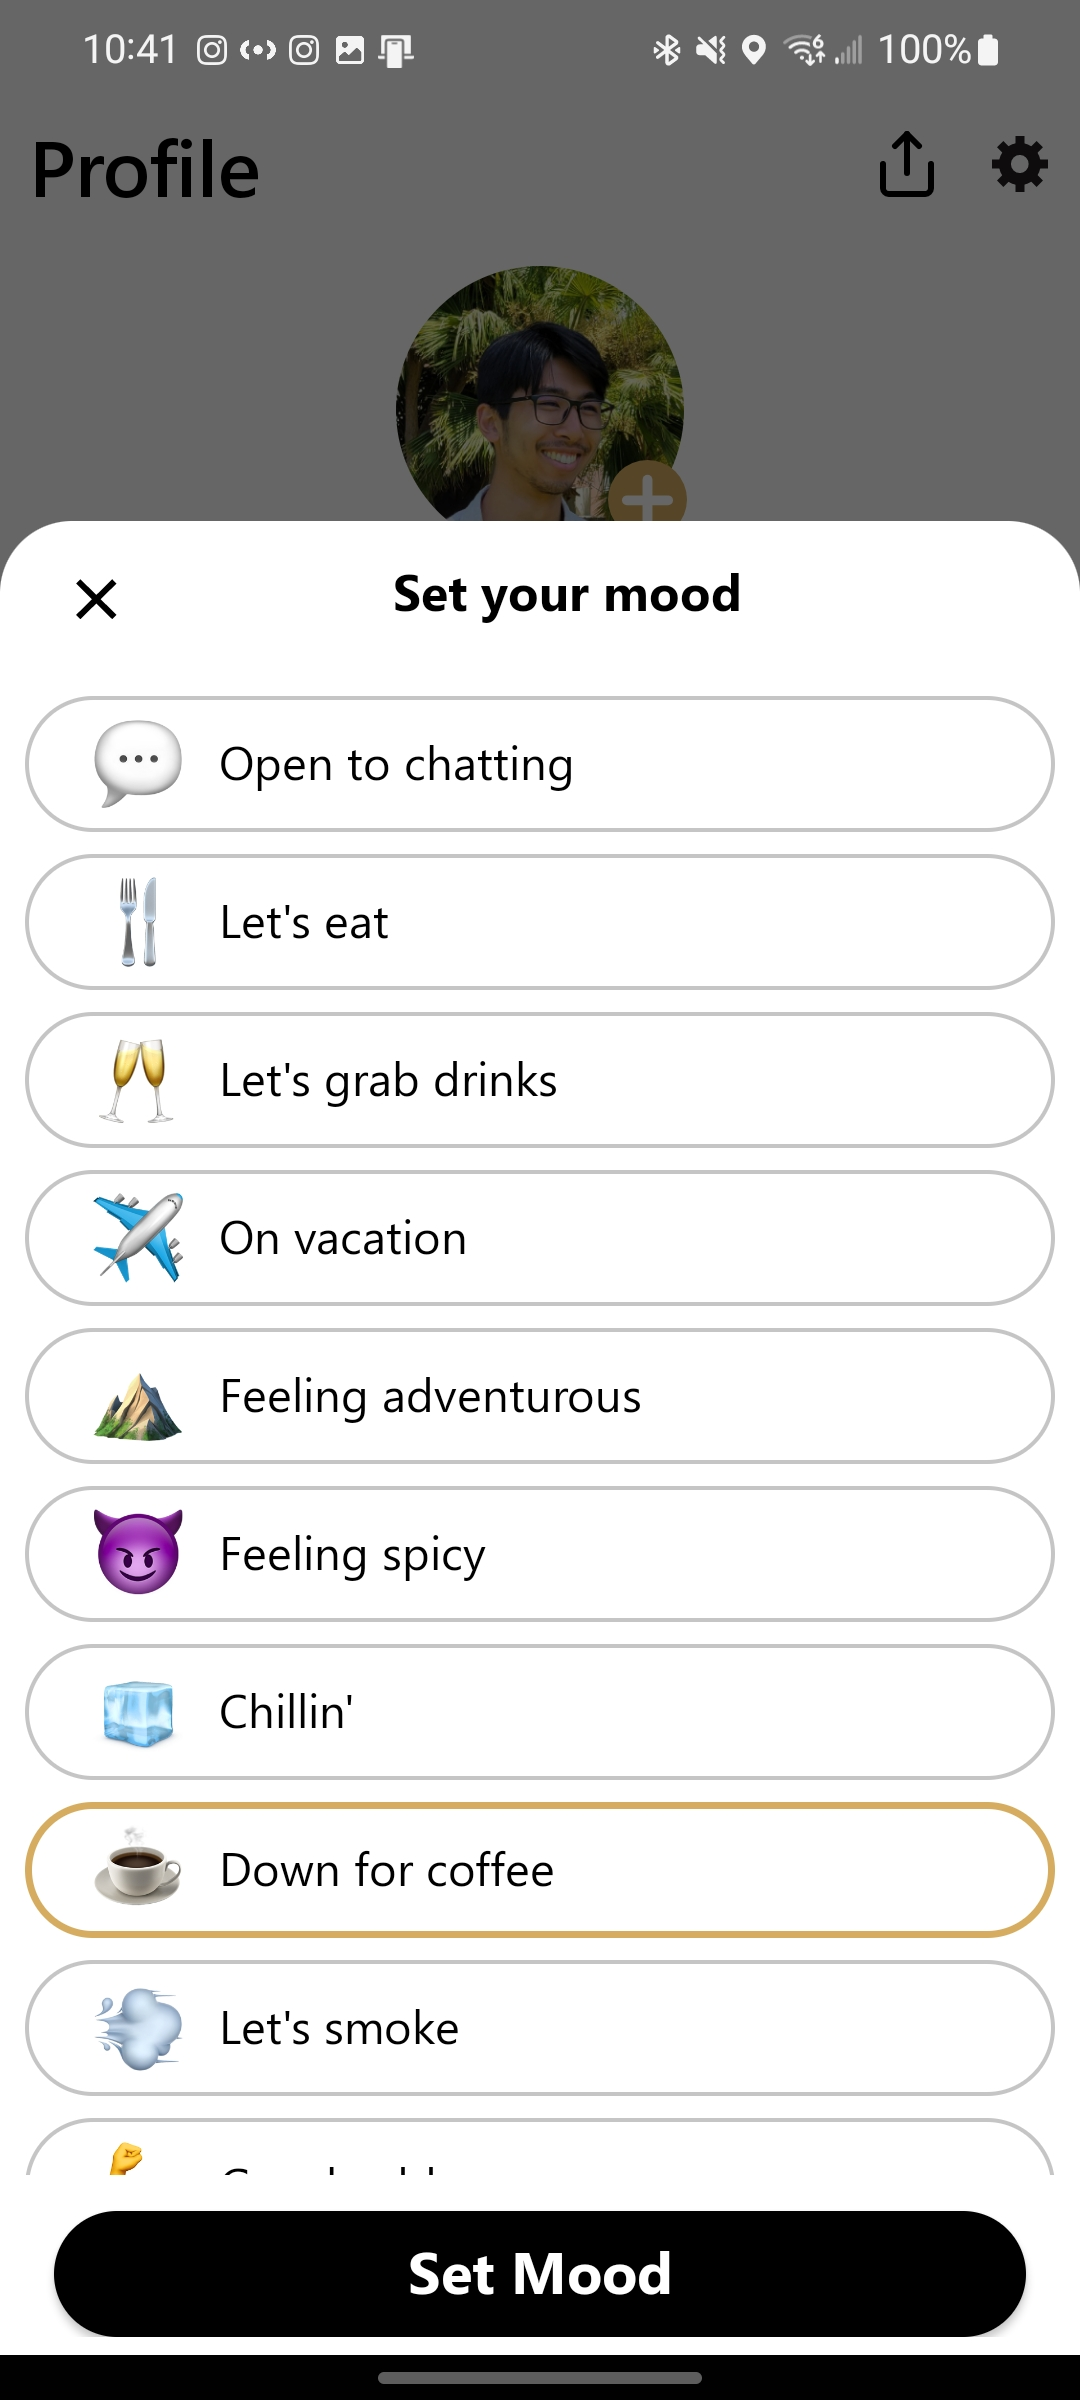 10:41 100%
Profile
Set your mood
Open to chatting
Let's eat
Let's grab drinks
On vacation
Feeling adventurous
Feeling spicy
Chillin'
Down for coffee
Let's smoke
Set Mood